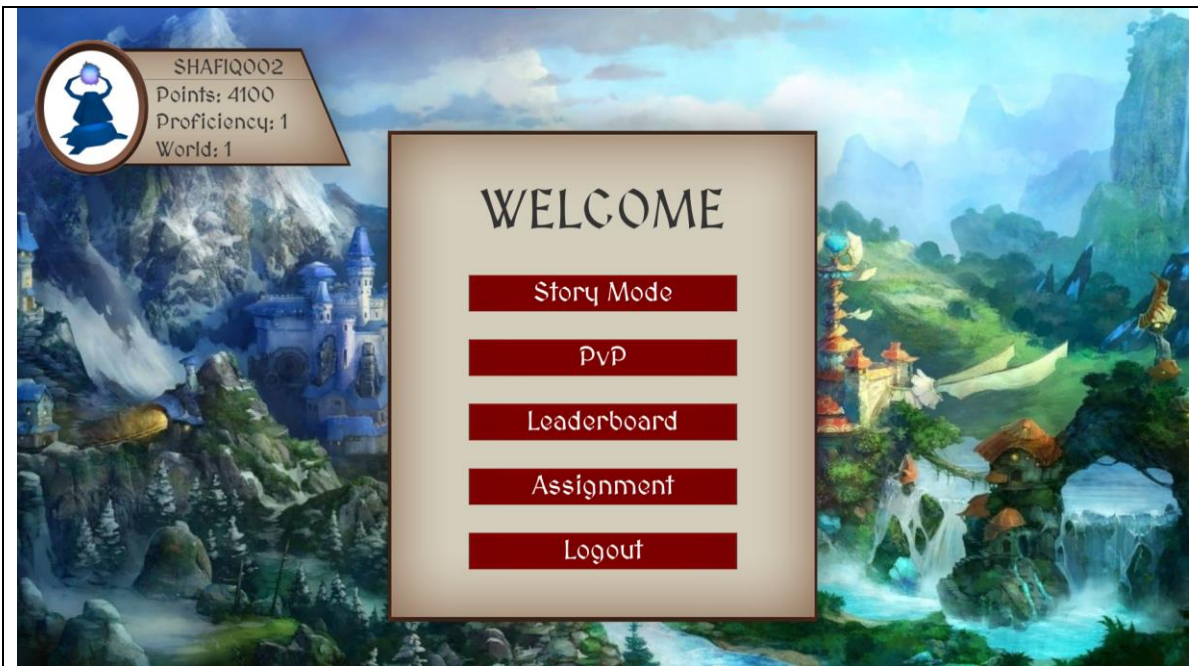 SHAFIQ002
Points: 4100
Proficiency: 1
World: 1
WELCOME
Story Mode
PvP
Leaderboard
Assignment
Logout